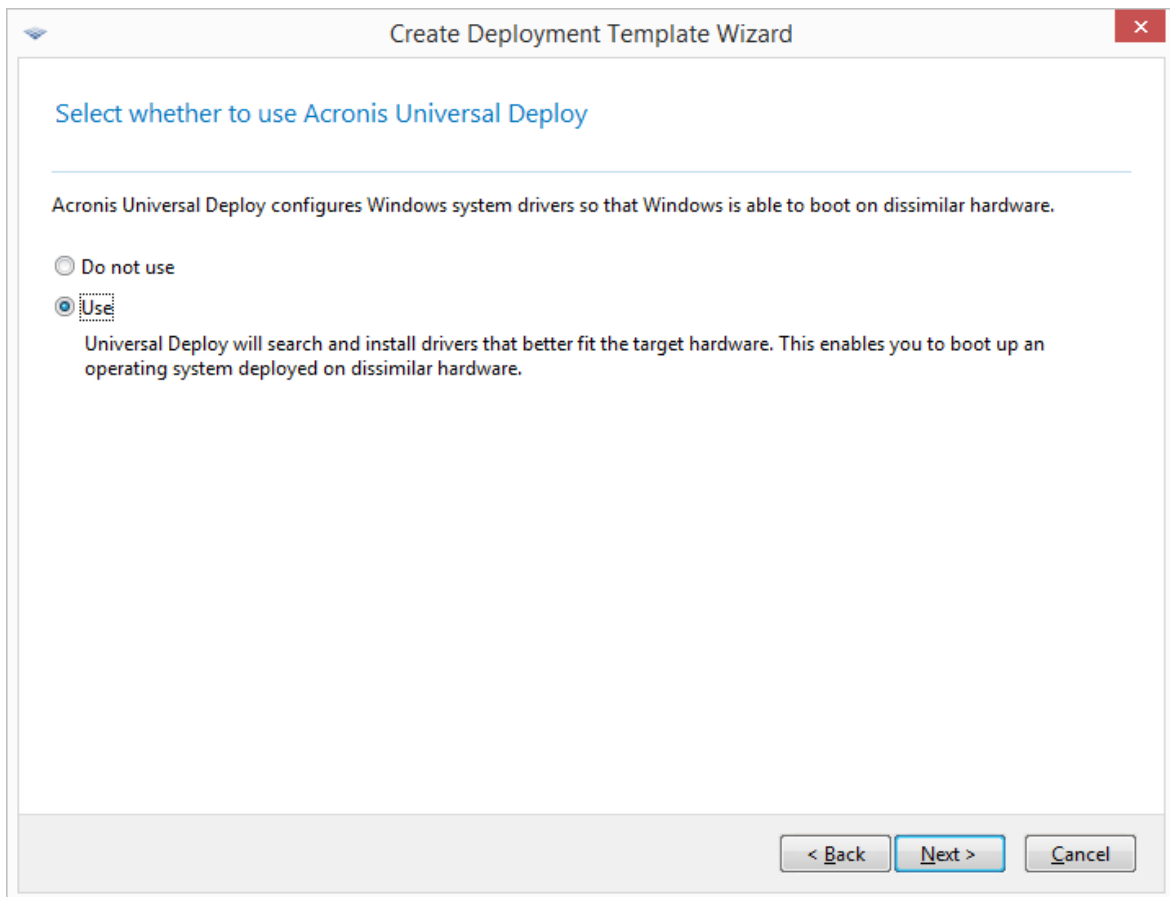 Create Deployment Template Wizard
Select whether to use Acronis Universal Deploy
Acronis Universal Deploy configures Windows system drivers so that Windows is able to boot on dissimilar hardware.
Do not use
Use
Universal Deploy will search and install drivers that better fit the target hardware. This enables you to boot up an
operating system deployed on dissimilar hardware.
< Back Next > Cancel